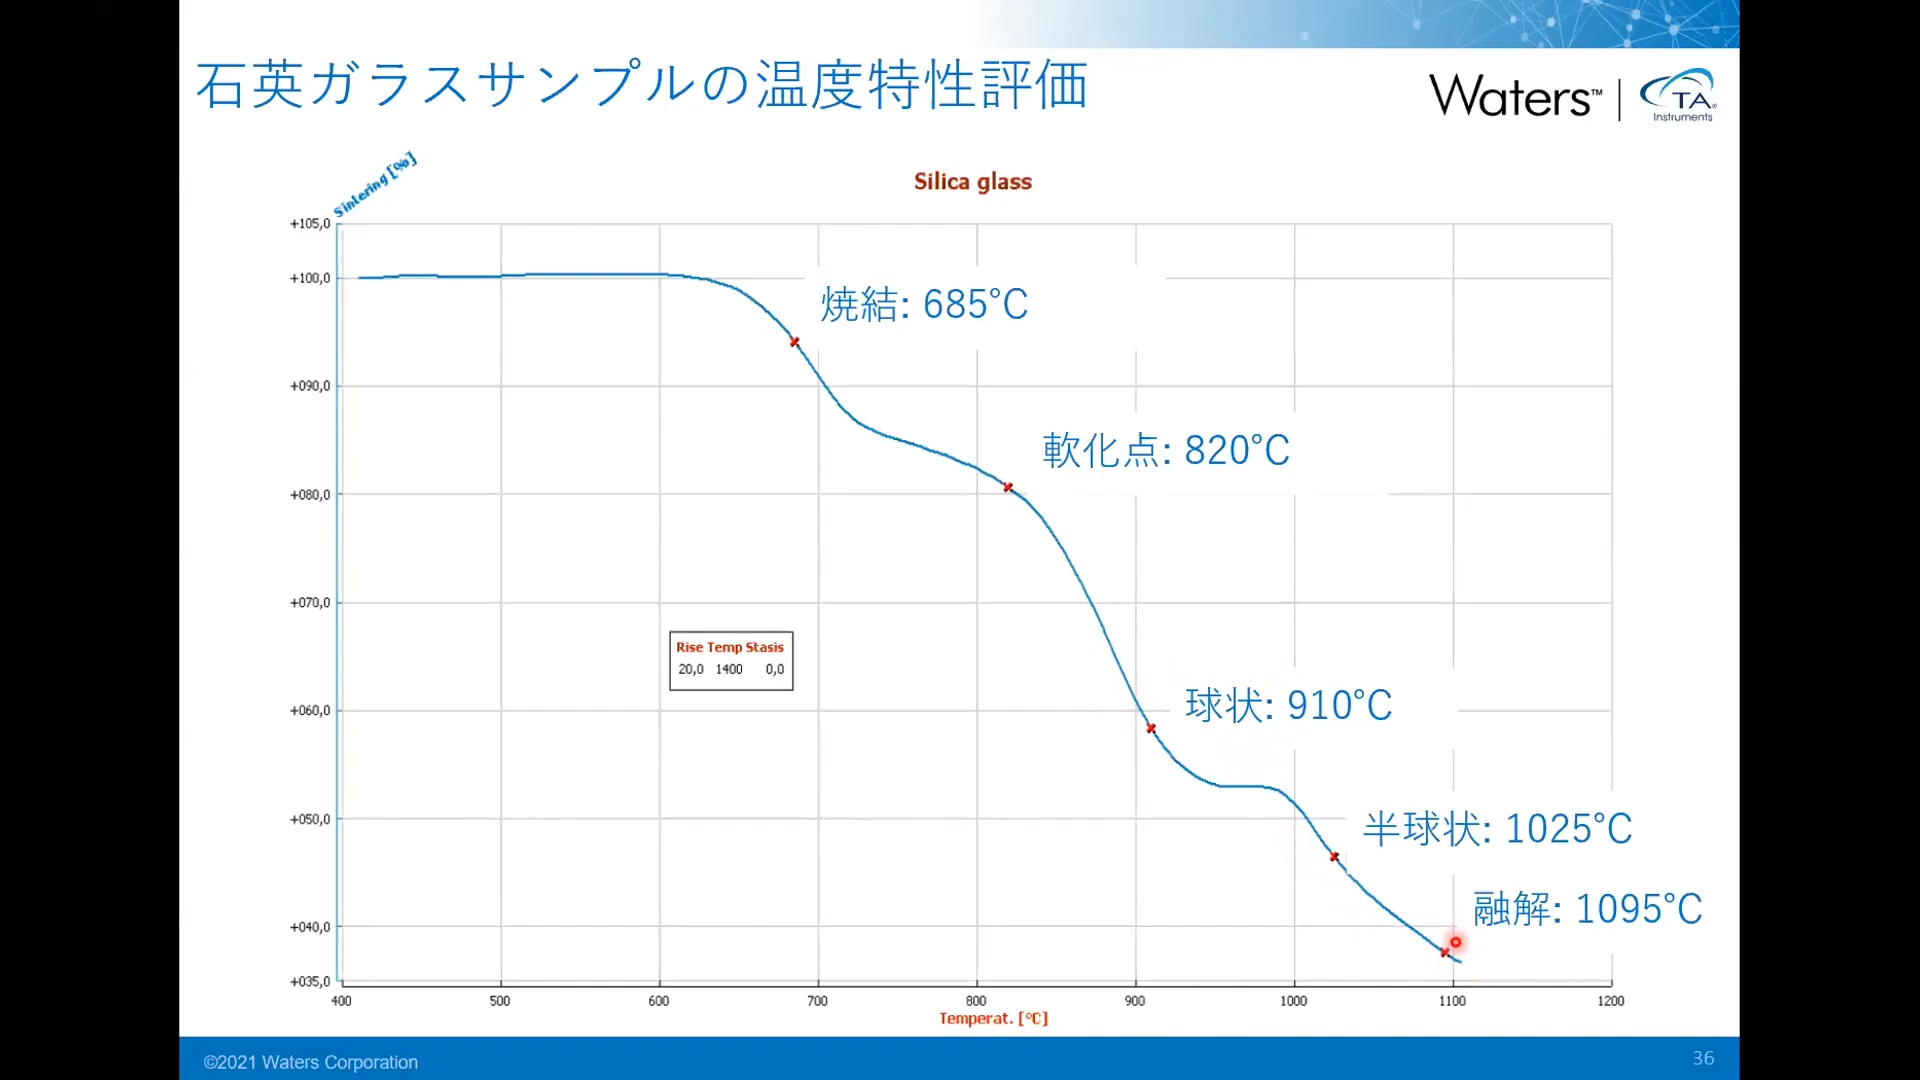 石英ガラスサンプルの温度特性評価
Waters™ | TA Instruments
Silica glass
Sintering [%]
+105,0
+100,0
焼結: 685°C
+090,0
軟化点: 820°C
+080,0
+070,0
Rise Temp Stasis
20,0 1400 0,0
+060,0
球状: 910°C
+050,0
半球状: 1025°C
融解: 1095°C
+040,0
+035,0
400 500 600 700 800 900 1000 1100 1200
Temperat. [°C]
©2021 Waters Corporation
36